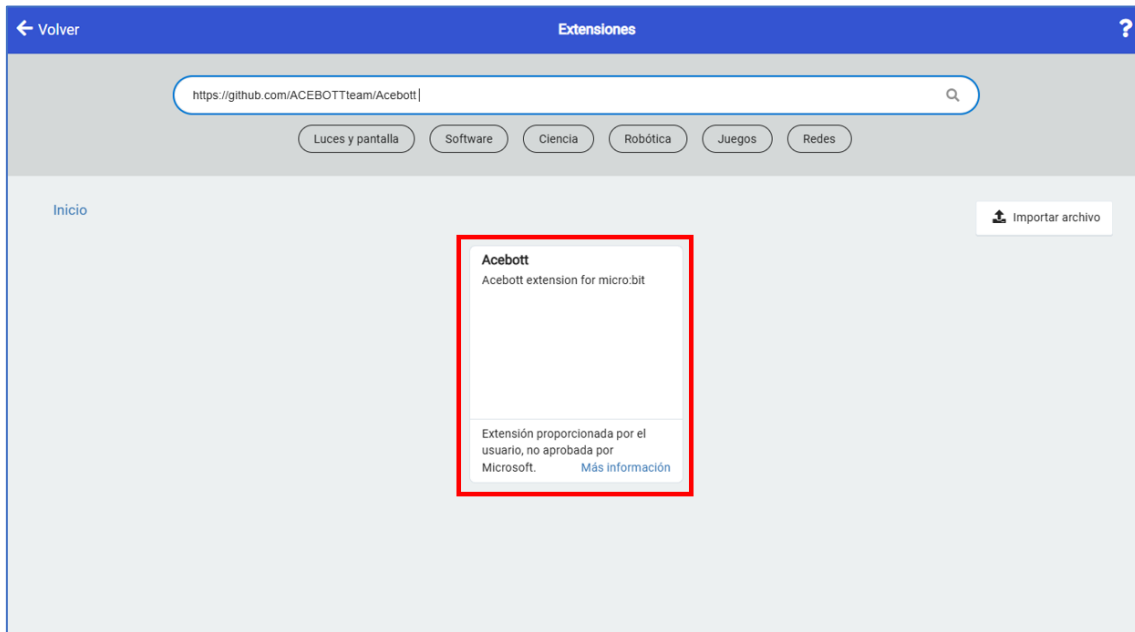 Volver
Extensiones
?
https://github.com/ACEBOTTteam/Acebott
Luces y pantalla
Software
Ciencia
Robótica
Juegos
Redes
Inicio
Importar archivo
Acebott
Acebott extension for micro:bit
Extensión proporcionada por el
usuario, no aprobada por
Microsoft. Más información